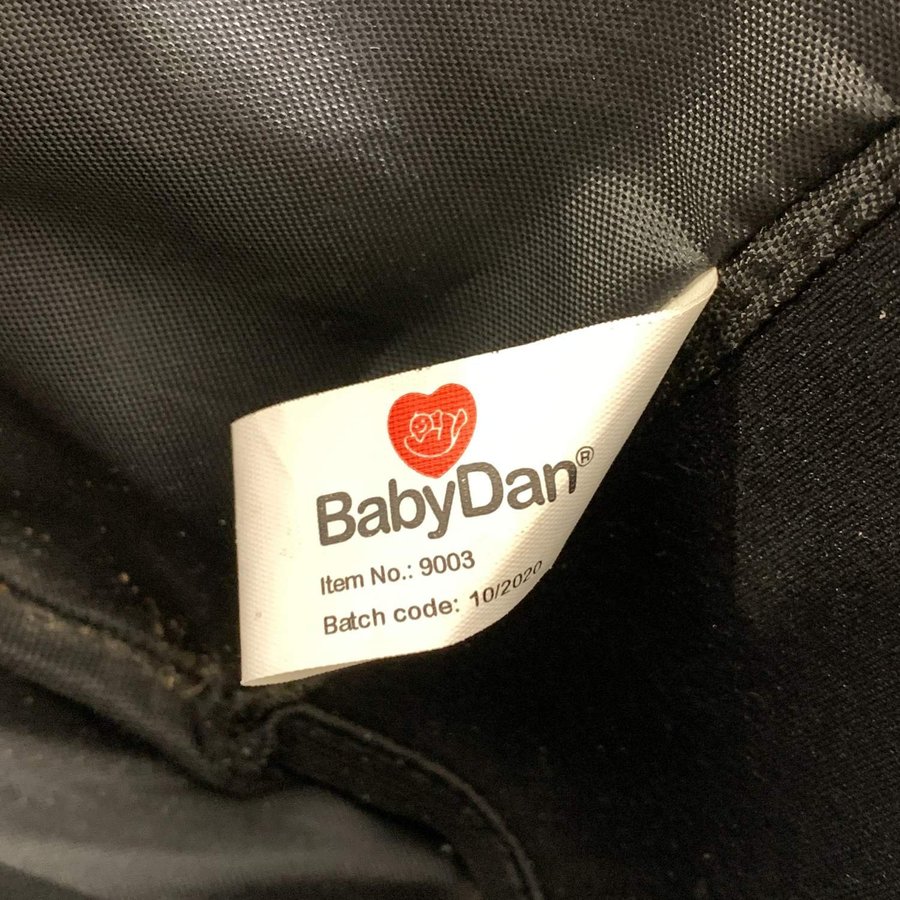 BabyDan®
Item No.: 9003
Batch code: 10/2020